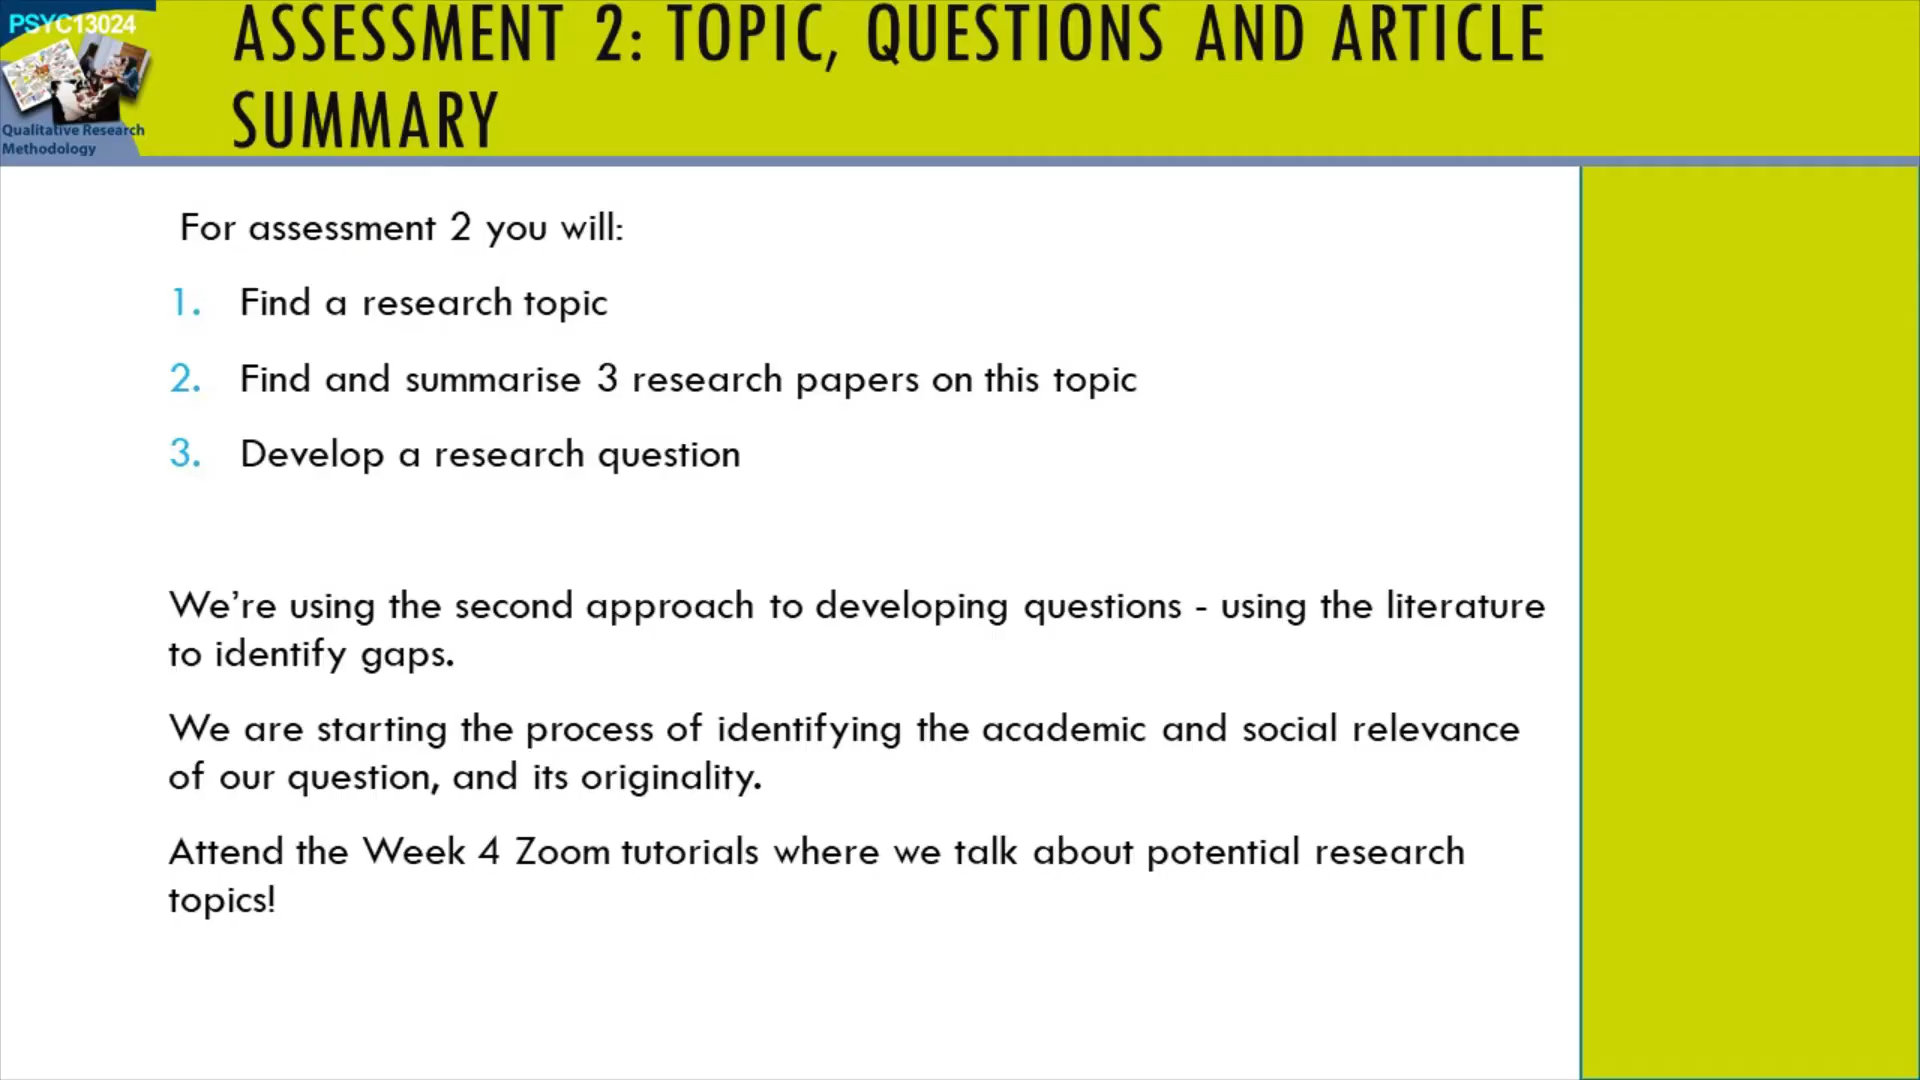 PSYC13024
Qualitative Research
Methodology
ASSESSMENT 2: TOPIC, QUESTIONS AND ARTICLE
SUMMARY
For assessment 2 you will:
1. Find a research topic
2. Find and summarise 3 research papers on this topic
3. Develop a research question
We’re using the second approach to developing questions - using the literature
to identify gaps.
We are starting the process of identifying the academic and social relevance
of our question, and its originality.
Attend the Week 4 Zoom tutorials where we talk about potential research
topics!